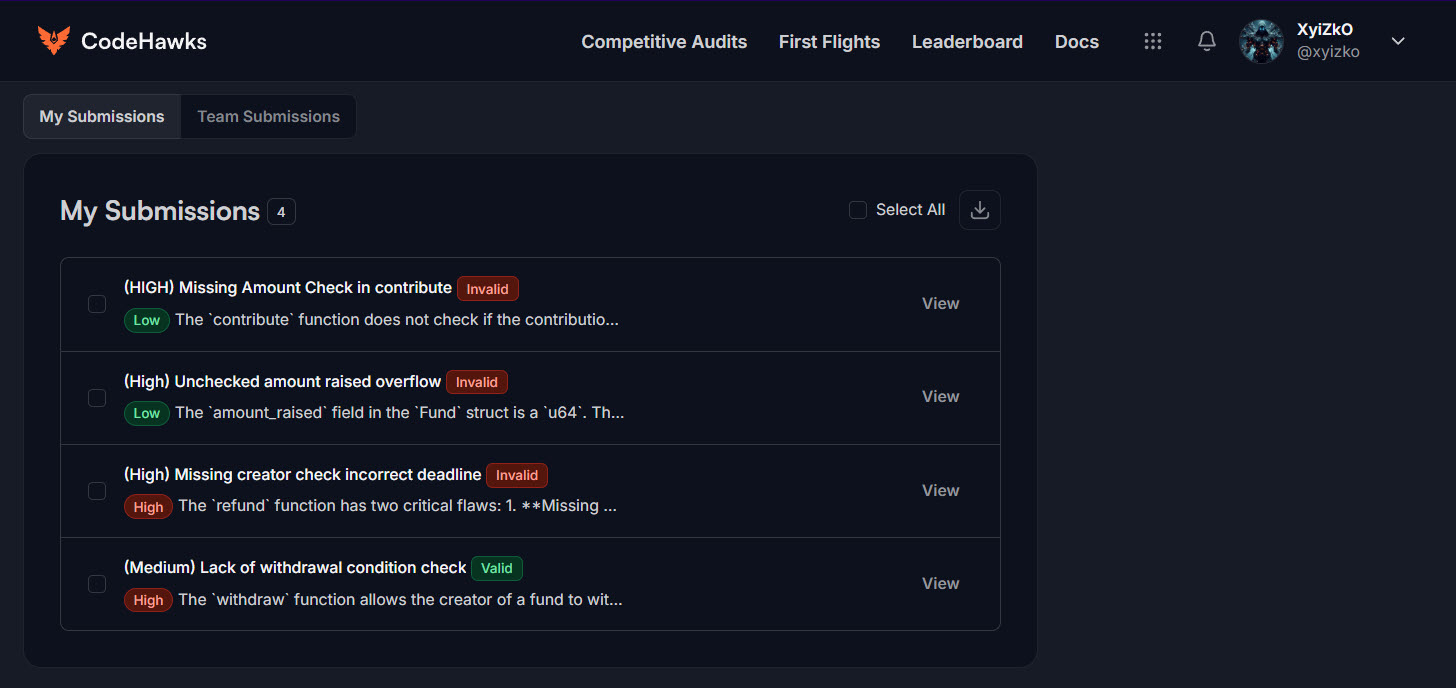 CodeHawks
Competitive Audits
First Flights
Leaderboard
Docs
XyiZkO
@xyizko
My Submissions
Team Submissions
My Submissions 4
Select All
(HIGH) Missing Amount Check in contribute Invalid
Low The `contribute` function does not check if the contributio...
View
(High) Unchecked amount raised overflow Invalid
Low The `amount_raised` field in the `Fund` struct is a `u64`. Th...
View
(High) Missing creator check incorrect deadline Invalid
High The `refund` function has two critical flaws: 1. **Missing ...
View
(Medium) Lack of withdrawal condition check Valid
High The `withdraw` function allows the creator of a fund to wit...
View